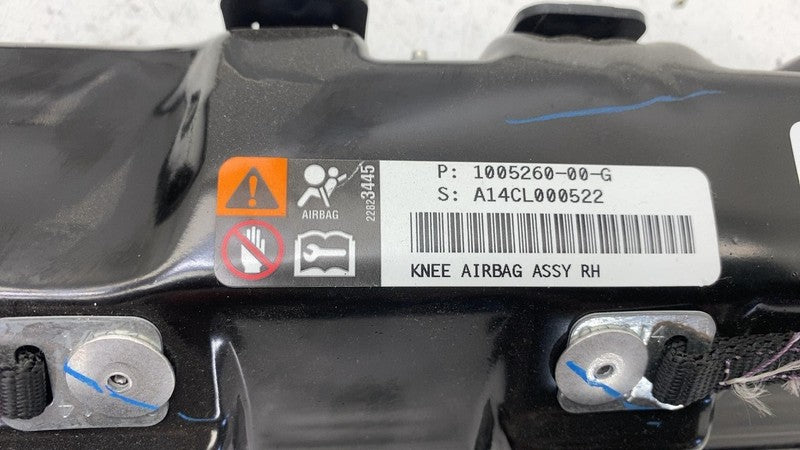 P: 1005260-00-G
S: A14CL000522
AIRBAG
22823445
KNEE AIRBAG ASSY RH